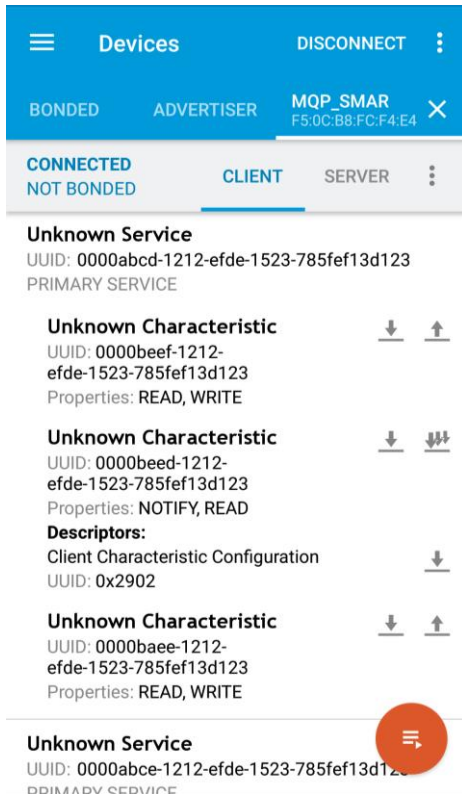 Devices
DISCONNECT
BONDED
ADVERTISER
MQP_SMAR
F5:0C:B8:FC:F4:E4
CONNECTED
NOT BONDED
CLIENT
SERVER
Unknown Service
UUID: 0000abcd-1212-efde-1523-785fef13d123
PRIMARY SERVICE
Unknown Characteristic
UUID: 0000beef-1212-
efde-1523-785fef13d123
Properties: READ, WRITE
Unknown Characteristic
UUID: 0000beed-1212-
efde-1523-785fef13d123
Properties: NOTIFY, READ
Descriptors:
Client Characteristic Configuration
UUID: 0x2902
Unknown Characteristic
UUID: 0000baee-1212-
efde-1523-785fef13d123
Properties: READ, WRITE
Unknown Service
UUID: 0000abce-1212-efde-1523-785fef13d123
PRIMARY SERVICE